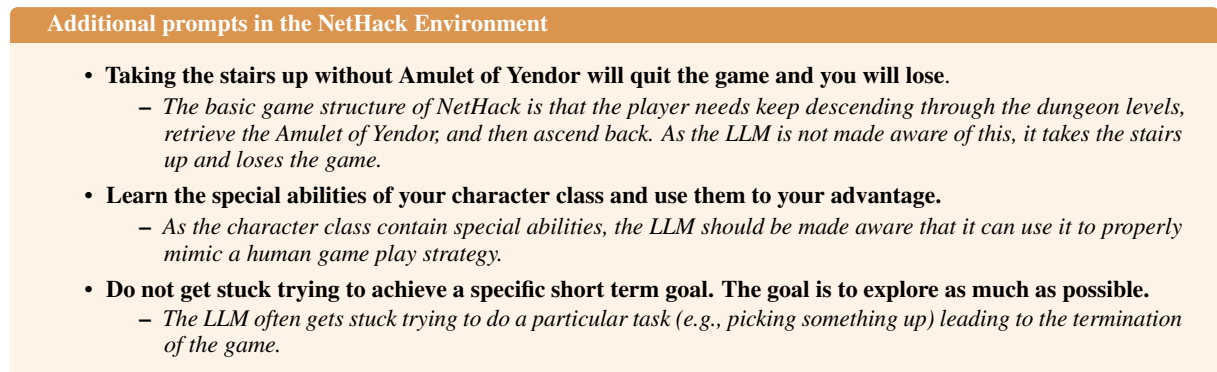 Additional prompts in the NetHack Environment
• Taking the stairs up without Amulet of Yendor will quit the game and you will lose.
– The basic game structure of NetHack is that the player needs keep descending through the dungeon levels,
retrieve the Amulet of Yendor, and then ascend back. As the LLM is not made aware of this, it takes the stairs
up and loses the game.
• Learn the special abilities of your character class and use them to your advantage.
– As the character class contain special abilities, the LLM should be made aware that it can use it to properly
mimic a human game play strategy.
• Do not get stuck trying to achieve a specific short term goal. The goal is to explore as much as possible.
– The LLM often gets stuck trying to do a particular task (e.g., picking something up) leading to the termination
of the game.